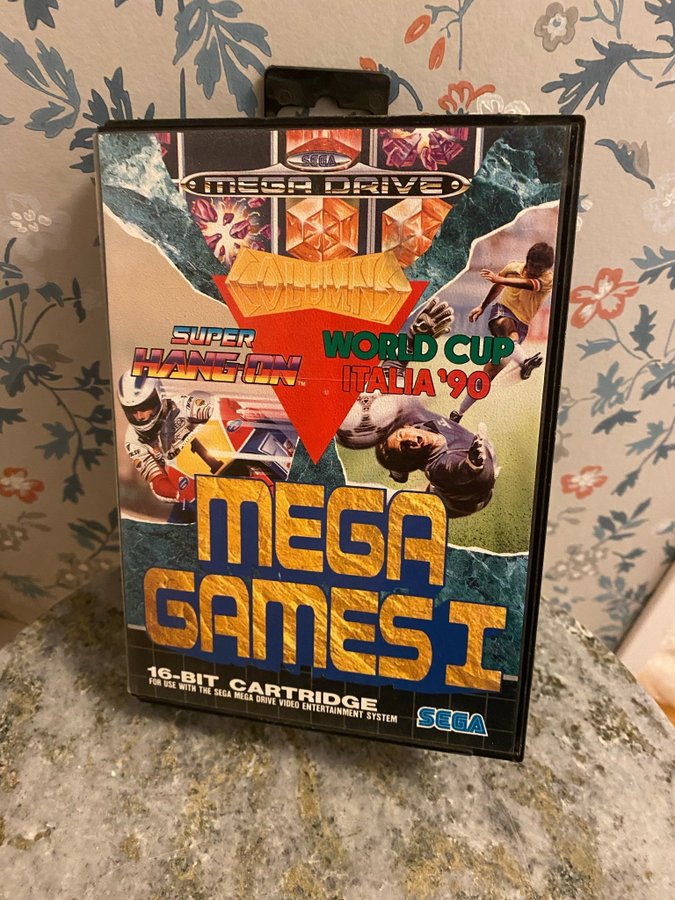 SEGA
MEGA DRIVE
COLUMNS
SUPER
HANG-ON™
WORLD CUP
ITALIA '90
MEGA
GAMES I
16-BIT CARTRIDGE
FOR USE WITH THE SEGA MEGA DRIVE VIDEO ENTERTAINMENT SYSTEM
SEGA